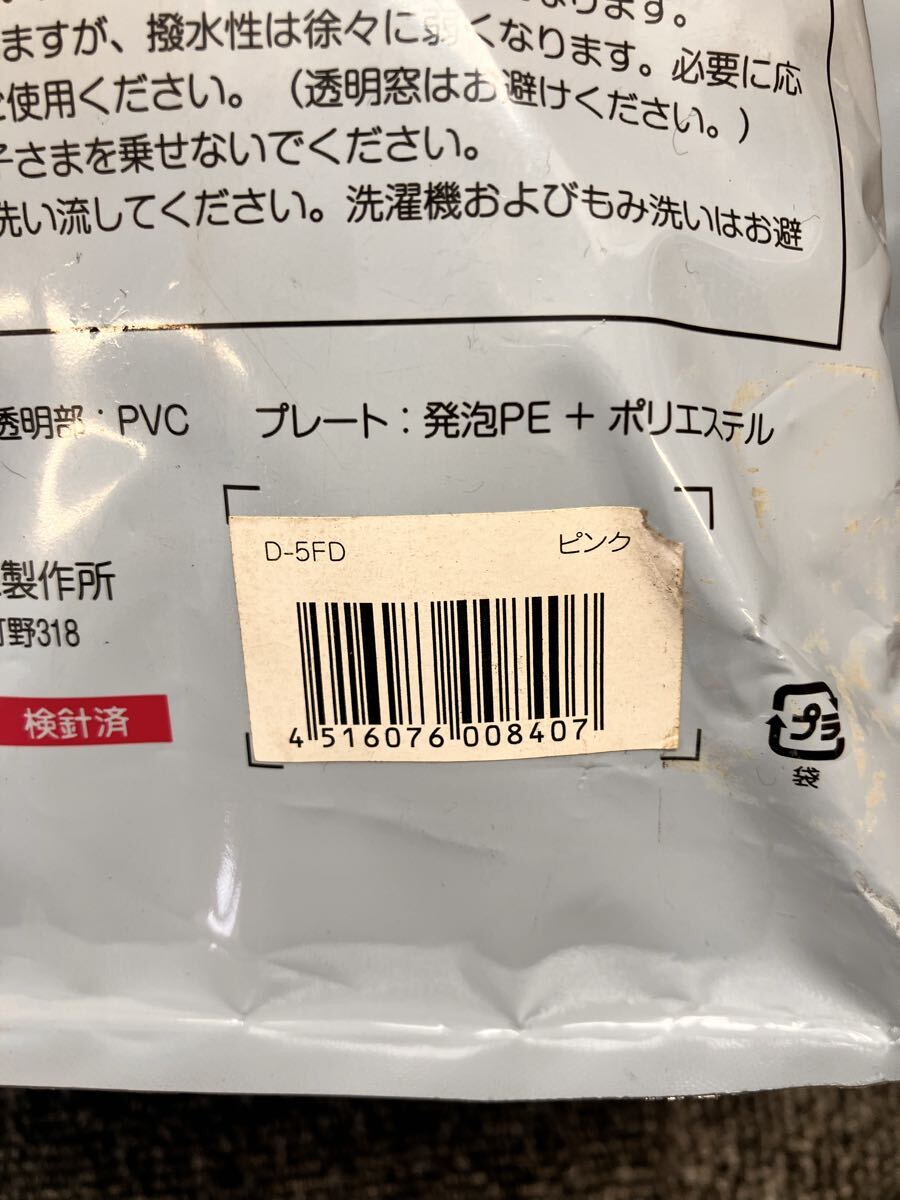 ります。
ますが、撥水性は徐々に弱くなります。必要に応
使用ください。（透明窓はお避けください。）
子さまを乗せないでください。
洗い流してください。洗濯機およびもみ洗いはお避
透明部：PVC　プレート：発泡PE + ポリエステル
D-5FD　ピンク
製作所
野318
検針済
4 516076 008407
プラ
袋